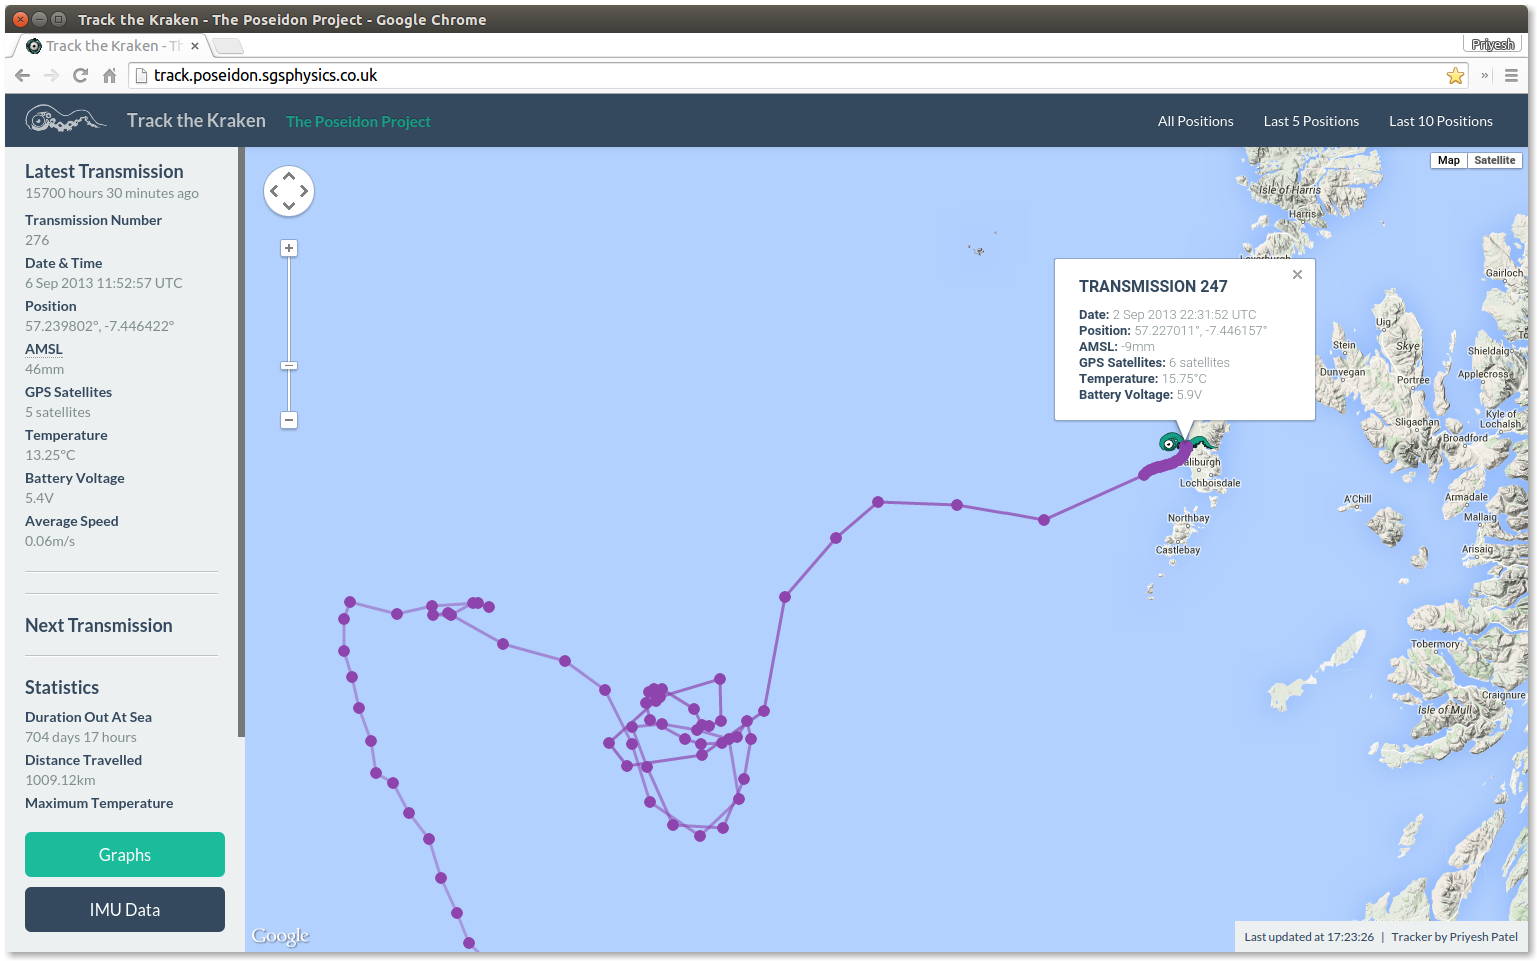 Track the Kraken - The Poseidon Project - Google Chrome
Track the Kraken - Th
Priyesh
track.poseidon.sgsphysics.co.uk
Track the Kraken
The Poseidon Project
All Positions
Last 5 Positions
Last 10 Positions
Latest Transmission
15700 hours 30 minutes ago
Transmission Number
276
Date & Time
6 Sep 2013 11:52:57 UTC
Position
57.239802°, -7.446422°
AMSL
46mm
GPS Satellites
5 satellites
Temperature
13.25°C
Battery Voltage
5.4V
Average Speed
0.06m/s
Next Transmission
Statistics
Duration Out At Sea
704 days 17 hours
Distance Travelled
1009.12km
Maximum Temperature
Graphs
IMU Data
Map
Satellite
Isle of Harris
Harris
TRANSMISSION 247
Date: 2 Sep 2013 22:31:52 UTC
Position: 57.227011°, -7.446157°
AMSL: -9mm
GPS Satellites: 6 satellites
Temperature: 15.75°C
Battery Voltage: 5.9V
Gairloch
Uig
Stein
Skye
Shieldaig
Dunvegan
Portree
Applecross
Sligachan
Kyle of
Lochalsh
Broadford
aliburgh
Lochboisdale
A'Chill
Armadale
Mallaig
Northbay
Castlebay
Arisaig
Tobermory
Craignure
Isle of Mull
Google
Last updated at 17:23:26 | Tracker by Priyesh Patel